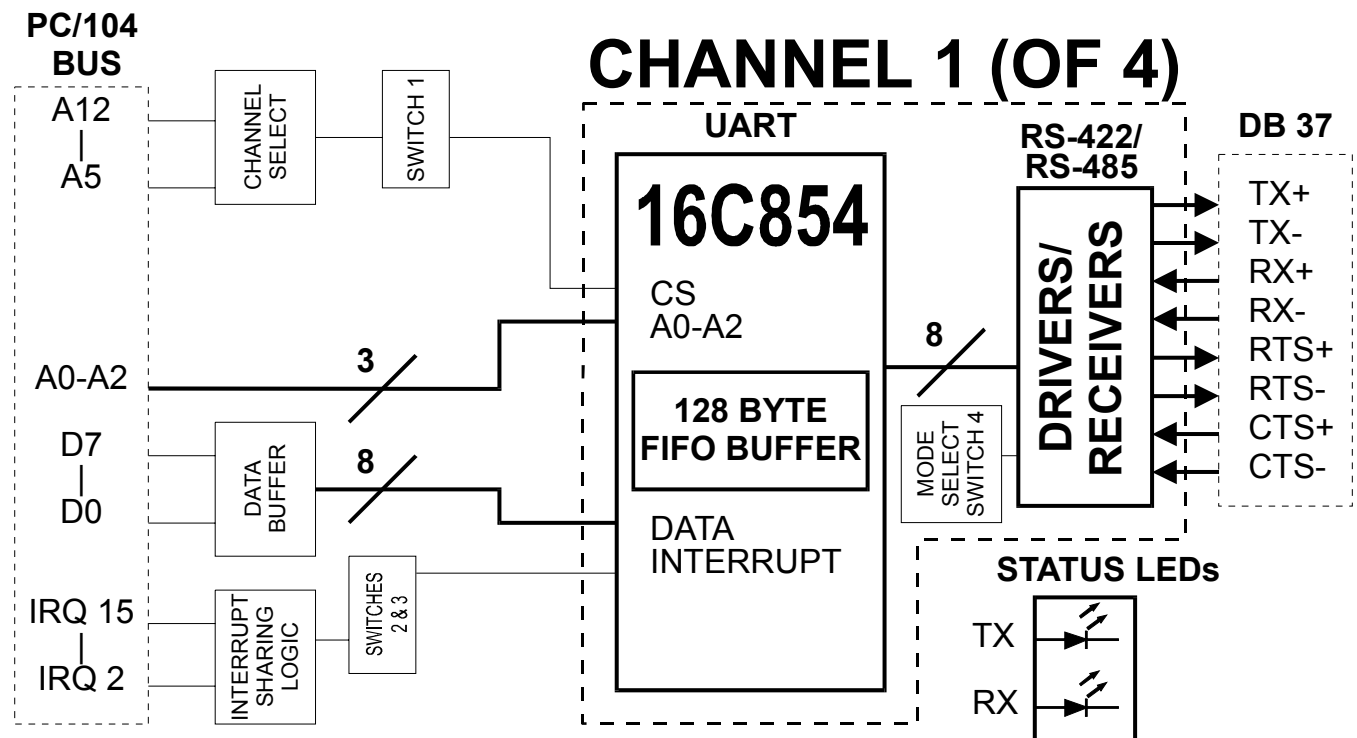 PC/104
BUS
A12
A5
A0-A2
D7
D0
IRQ 15
IRQ 2
CHANNEL
SELECT
SWITCH 1
3
DATA
BUFFER
8
INTERRUPT
SHARING
LOGIC
SWITCHES
2 & 3
CHANNEL 1 (OF 4)
UART
16C854
CS
A0-A2
128 BYTE
FIFO BUFFER
DATA
INTERRUPT
8
MODE
SELECT
SWITCH 4
RS-422/
RS-485
DRIVERS/
RECEIVERS
DB 37
TX+
TX-
RX+
RX-
RTS+
RTS-
CTS+
CTS-
STATUS LEDs
TX
RX